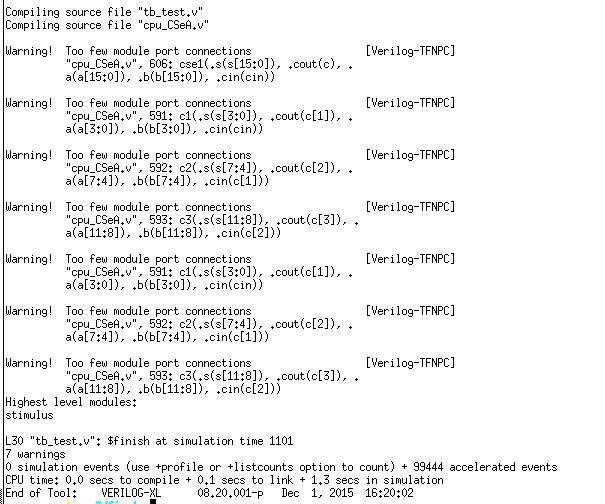 Compiling source file "tb_test.v"
Compiling source file "cpu_CSeA.v"
Warning!  Too few module port connections                   [Verilog-TFNPC]
          "cpu_CSeA.v", 606: cse1(.s(s[15:0]), .cout(c), .
          a(a[15:0]), .b(b[15:0]), .cin(cin))
Warning!  Too few module port connections                   [Verilog-TFNPC]
          "cpu_CSeA.v", 591: c1(.s(s[3:0]), .cout(c[1]), .
          a(a[3:0]), .b(b[3:0]), .cin(cin))
Warning!  Too few module port connections                   [Verilog-TFNPC]
          "cpu_CSeA.v", 592: c2(.s(s[7:4]), .cout(c[2]), .
          a(a[7:4]), .b(b[7:4]), .cin(c[1]))
Warning!  Too few module port connections                   [Verilog-TFNPC]
          "cpu_CSeA.v", 593: c3(.s(s[11:8]), .cout(c[3]), .
          a(a[11:8]), .b(b[11:8]), .cin(c[2]))
Warning!  Too few module port connections                   [Verilog-TFNPC]
          "cpu_CSeA.v", 591: c1(.s(s[3:0]), .cout(c[1]), .
          a(a[3:0]), .b(b[3:0]), .cin(cin))
Warning!  Too few module port connections                   [Verilog-TFNPC]
          "cpu_CSeA.v", 592: c2(.s(s[7:4]), .cout(c[2]), .
          a(a[7:4]), .b(b[7:4]), .cin(c[1]))
Warning!  Too few module port connections                   [Verilog-TFNPC]
          "cpu_CSeA.v", 593: c3(.s(s[11:8]), .cout(c[3]), .
          a(a[11:8]), .b(b[11:8]), .cin(c[2]))
Highest level modules:
stimulus
L30 "tb_test.v": $finish at simulation time 1101
7 warnings
0 simulation events (use +profile or +listcounts option to count) + 99444 accelerated events
CPU time: 0.0 secs to compile + 0.1 secs to link + 1.3 secs in simulation
End of Tool:    VERILOG-XL      08.20.001-p   Dec  1, 2015  16:20:02